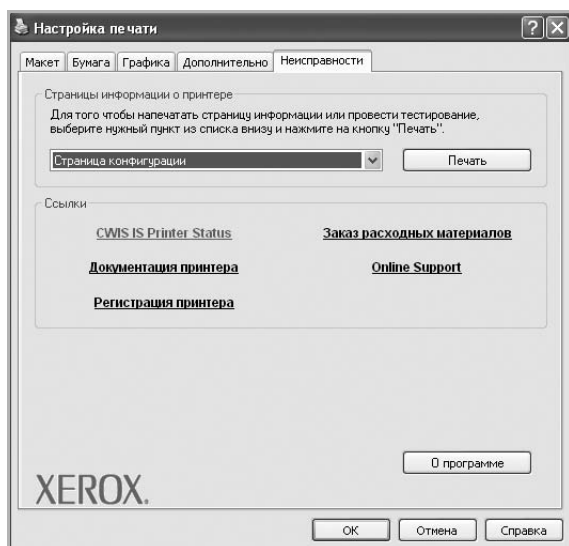 Настройка печати
Макет Бумага Графика Дополнительно Неисправности
Страницы информации о принтере
Для того чтобы напечатать страницу информации или провести тестирование,
выберите нужный пункт из списка внизу и нажмите на кнопку "Печать".
Страница конфигурации Печать
Ссылки
CWIS IS Printer Status Заказ расходных материалов
Документация принтера Online Support
Регистрация принтера
О программе
XEROX.
OK Отмена Справка